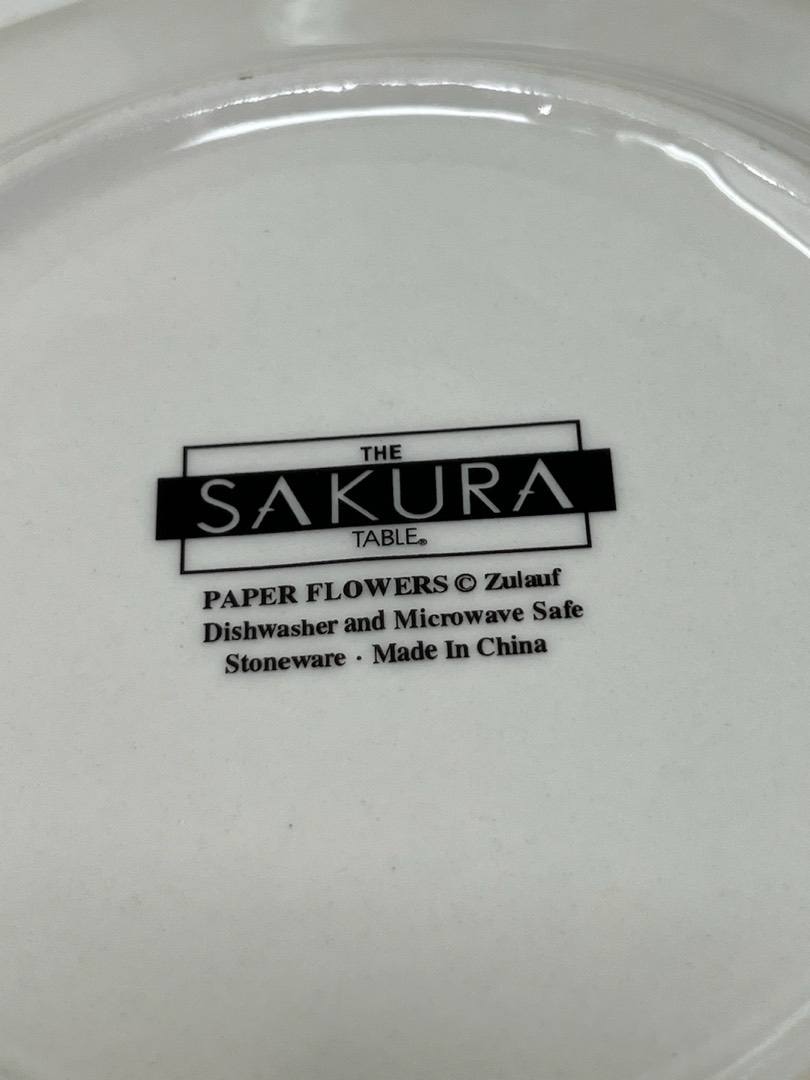 THE
SAKURA
TABLE®
PAPER FLOWERS © Zulauf
Dishwasher and Microwave Safe
Stoneware · Made In China